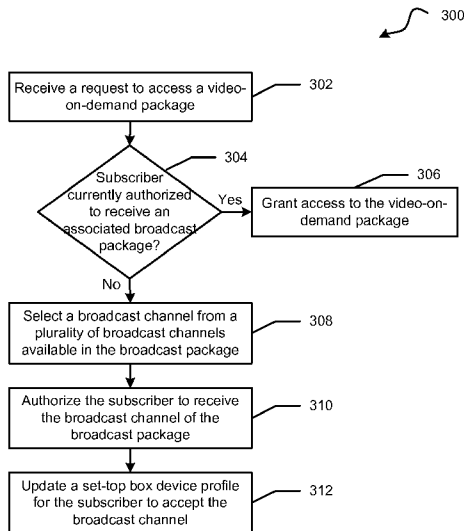 300
Receive a request to access a video-
on-demand package
302
304
Subscriber
currently authorized
to receive an
associated broadcast
package?
Yes
306
Grant access to the video-on-
demand package
No
Select a broadcast channel from a
plurality of broadcast channels
available in the broadcast package
308
Authorize the subscriber to receive
the broadcast channel of the
broadcast package
310
Update a set-top box device profile
for the subscriber to accept the
broadcast channel
312